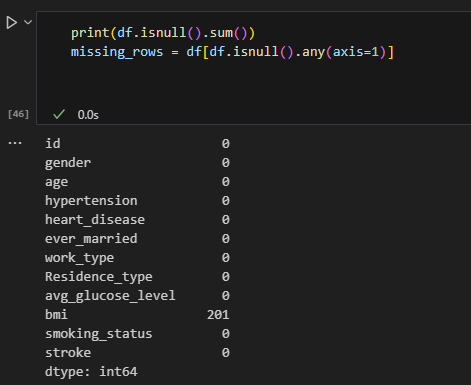 print(df.isnull().sum())
missing_rows = df[df.isnull().any(axis=1)]
[46] 0.0s
... id 0
gender 0
age 0
hypertension 0
heart_disease 0
ever_married 0
work_type 0
Residence_type 0
avg_glucose_level 0
bmi 201
smoking_status 0
stroke 0
dtype: int64